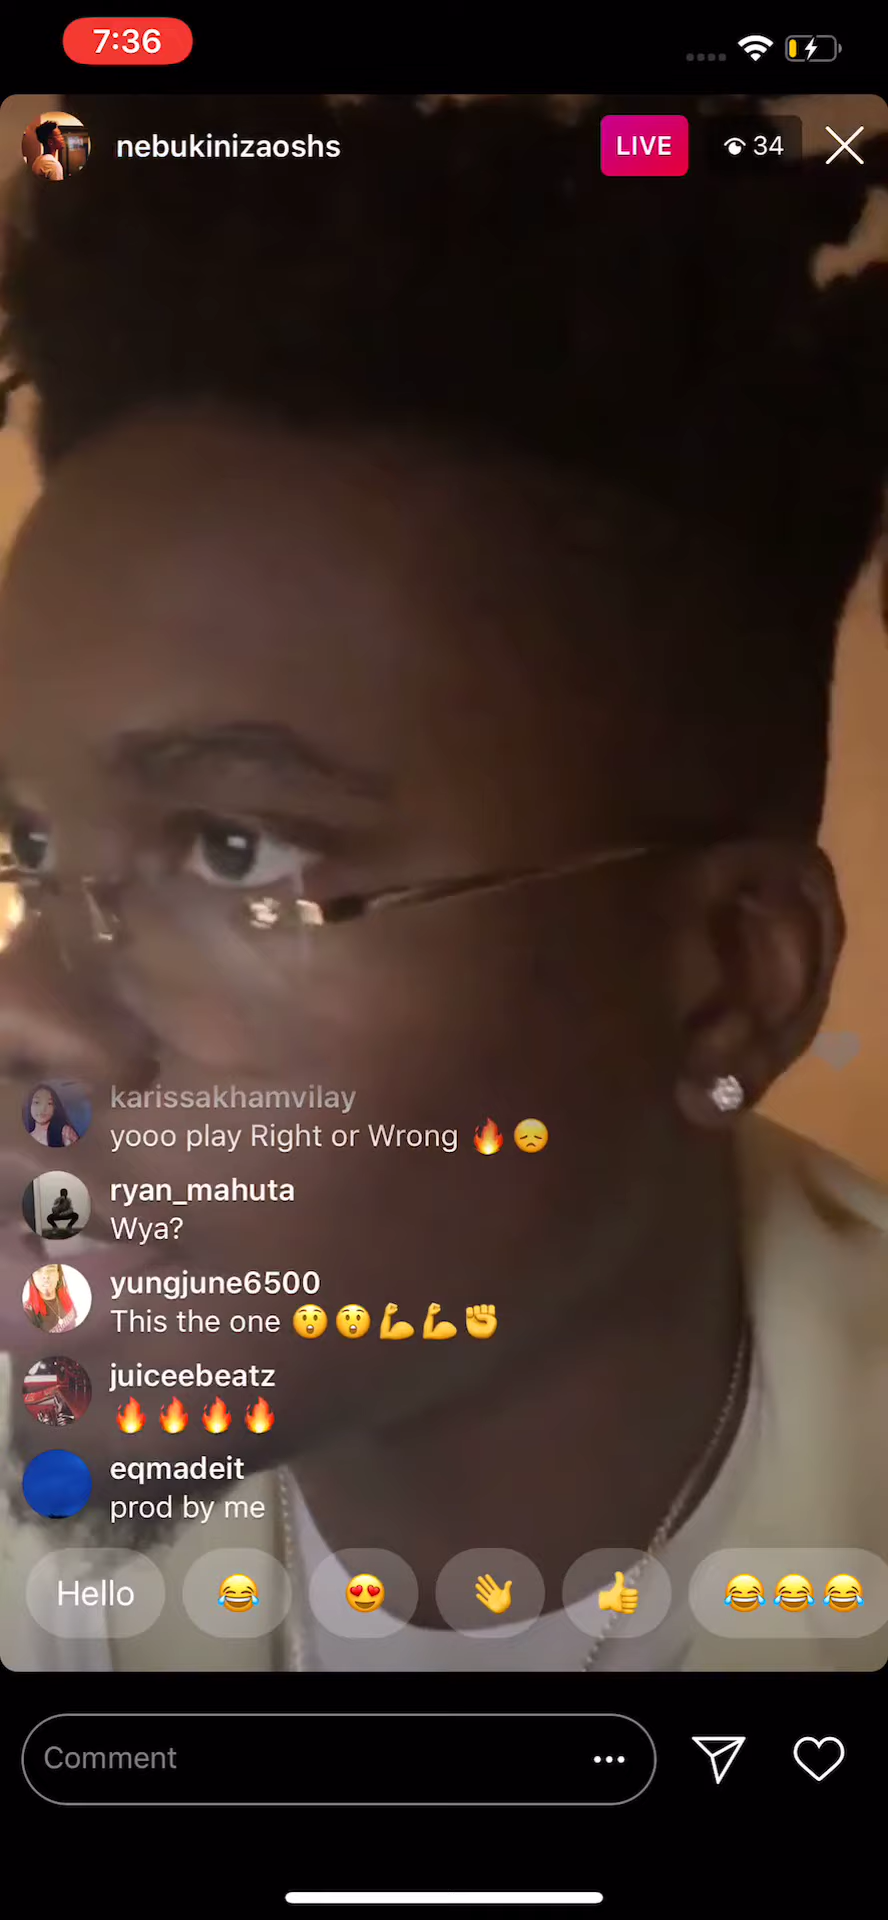 7:36
nebukinizaoshs
LIVE
34
karissakhamvilay
yooo play Right or Wrong 🔥😞
ryan_mahuta
Wya?
yungjune6500
This the one 😲😲💪💪✊
juiceebeatz
🔥🔥🔥🔥
eqmadeit
prod by me
Hello 😂 😍 👋 👍 😂😂😂
Comment